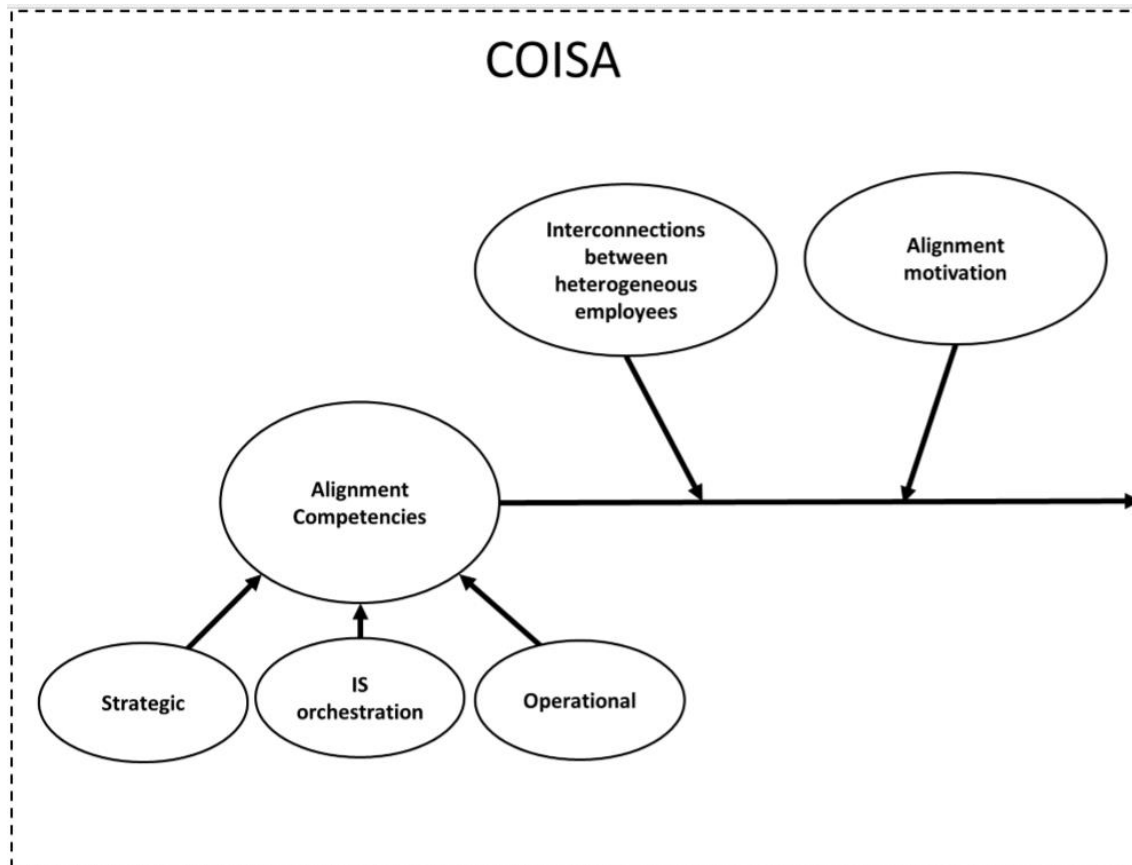 COISA
Interconnections
between
heterogeneous
employees
Alignment
motivation
Alignment
Competencies
Strategic
IS
orchestration
Operational